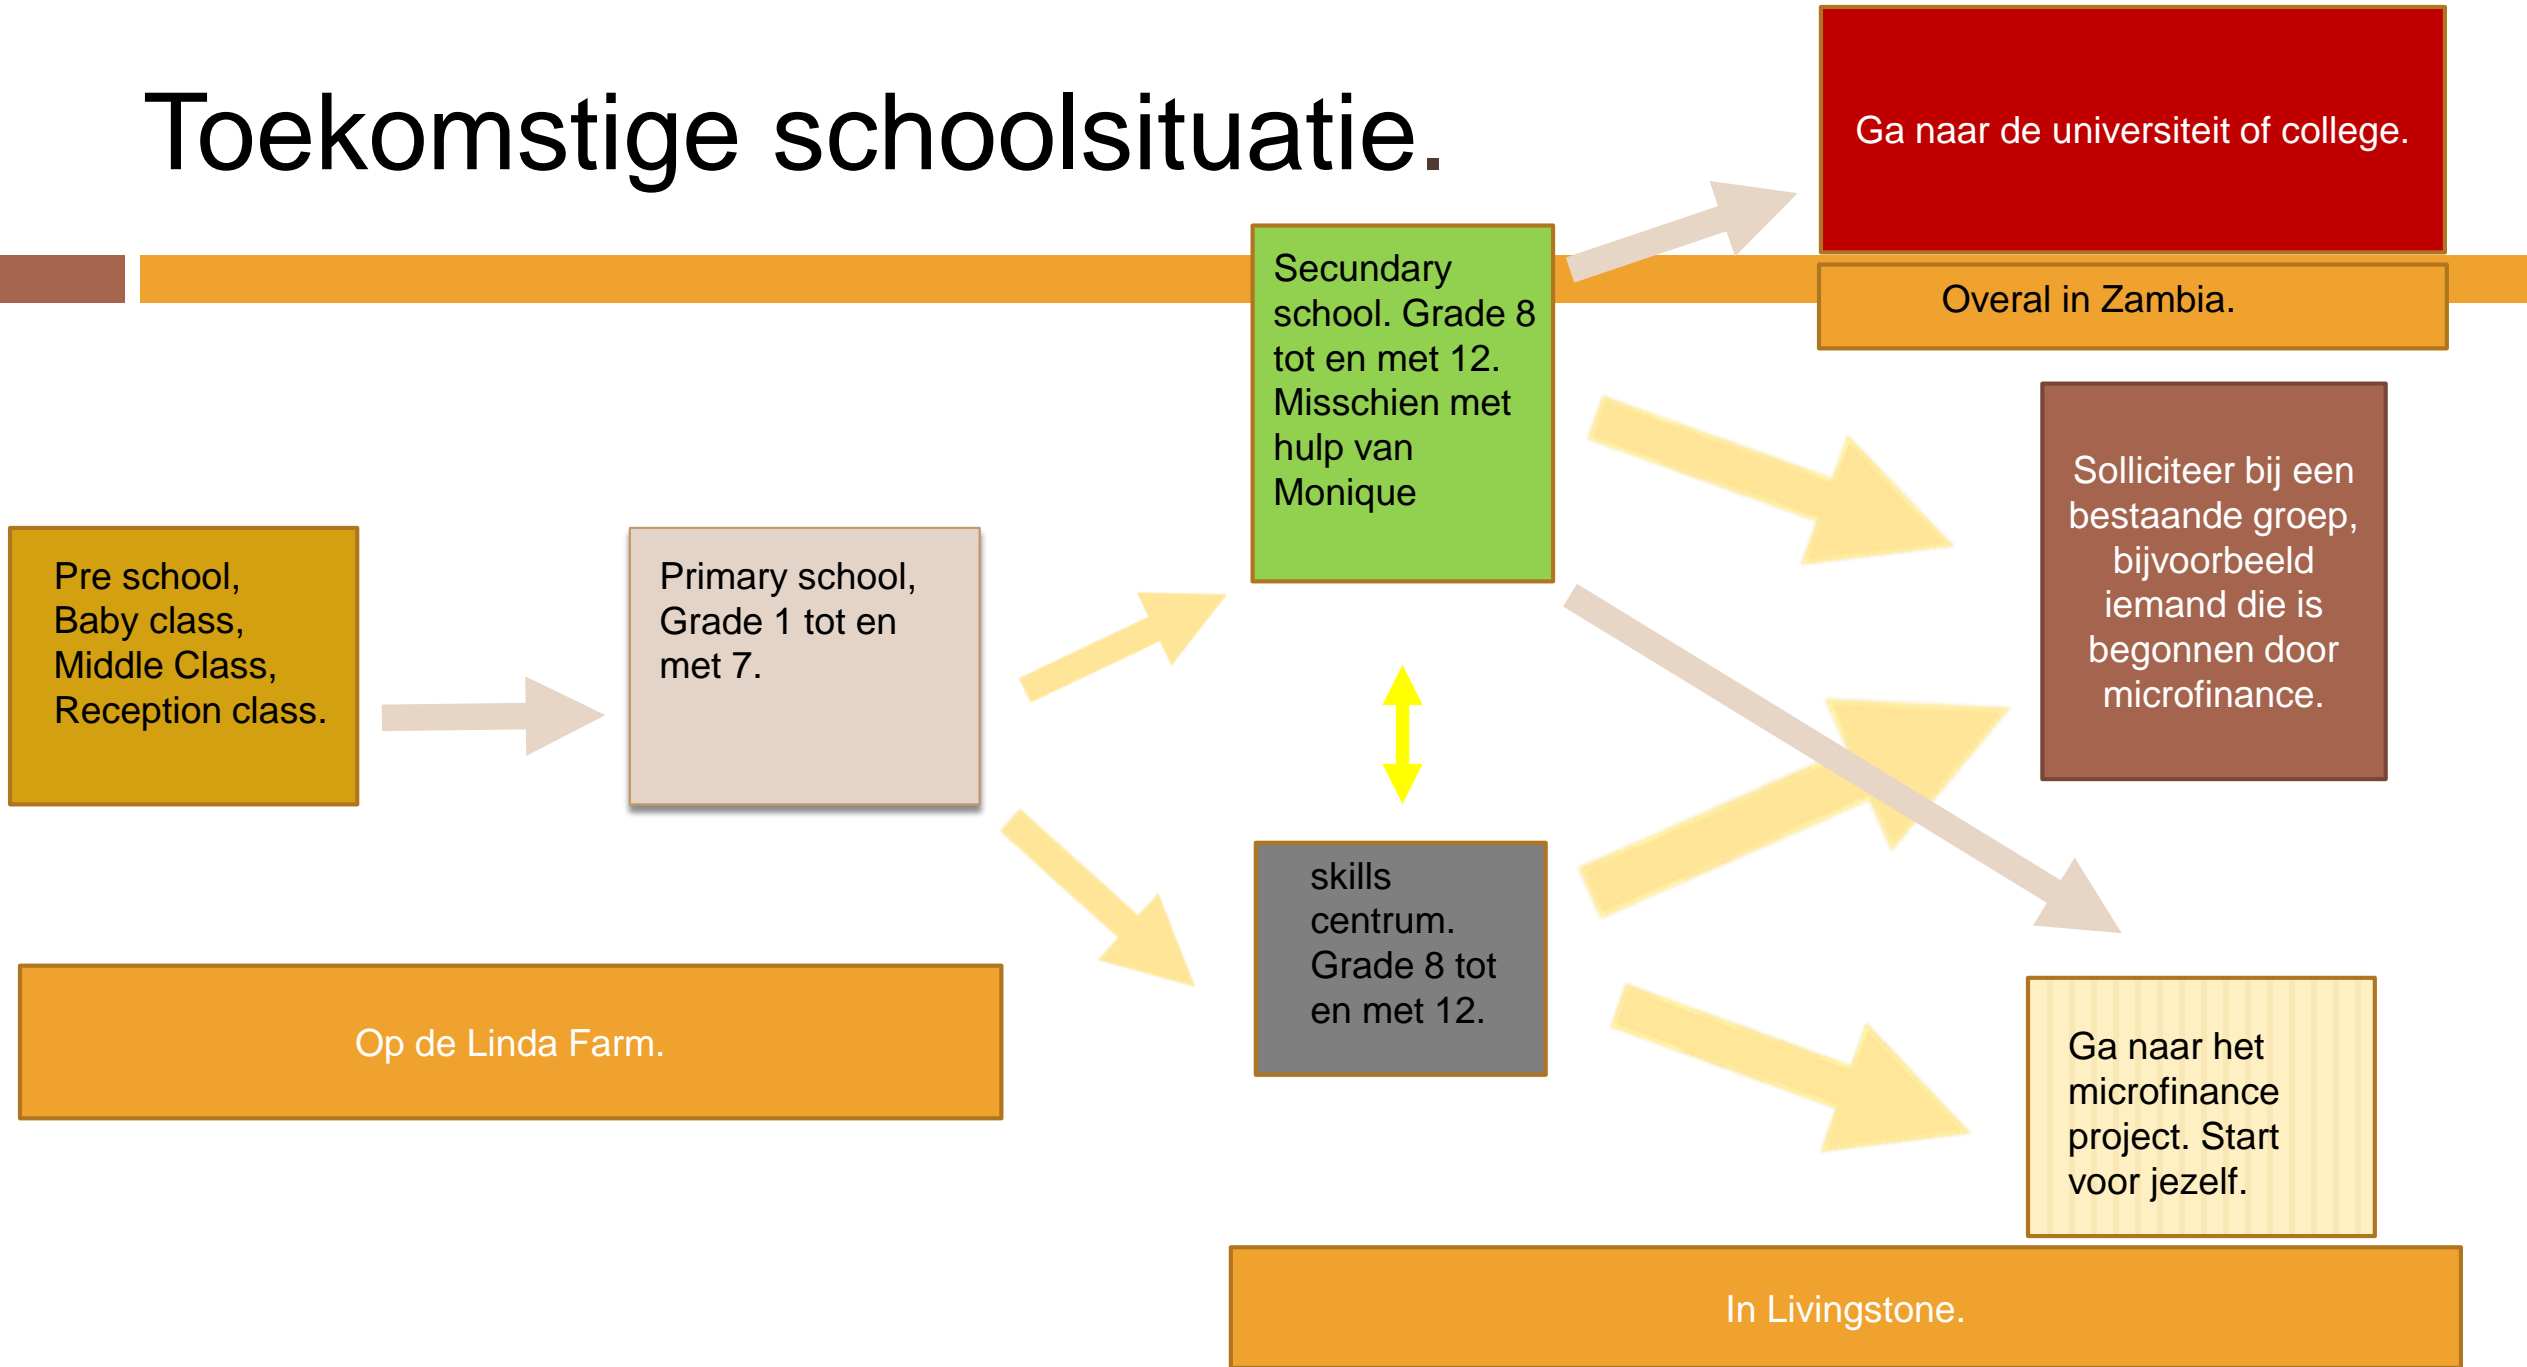 Toekomstige schoolsituatie.
Ga naar de universiteit of college.
Overal in Zambia.
Secundary
school. Grade 8
tot en met 12.
Misschien met
hulp van
Monique
Solliciteer bij een
bestaande groep,
bijvoorbeeld
iemand die is
begonnen door
microfinance.
Pre school,
Baby class,
Middle Class,
Reception class.
Primary school,
Grade 1 tot en
met 7.
skills
centrum.
Grade 8 tot
en met 12.
Op de Linda Farm.
Ga naar het
microfinance
project. Start
voor jezelf.
In Livingstone.